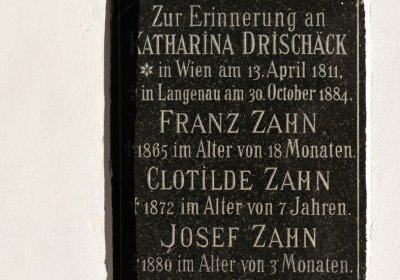 Zur Erinnerung an
KATHARINA DRISCHACK
✲ in Wien am 13. April 1811,
† in Langenau am 30. October 1884.
FRANZ ZAHN
† 1865 im Alter von 18 Monaten.
CLOTILDE ZAHN
† 1872 im Alter von 7 Jahren.
JOSEF ZAHN
† 1880 im Alter von 3 Monaten.